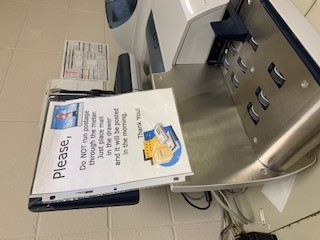 Please,
Do NOT run postage
through the meter.
Just place mail
in the drawer
and it will be posted
in the morning.
Thank You!